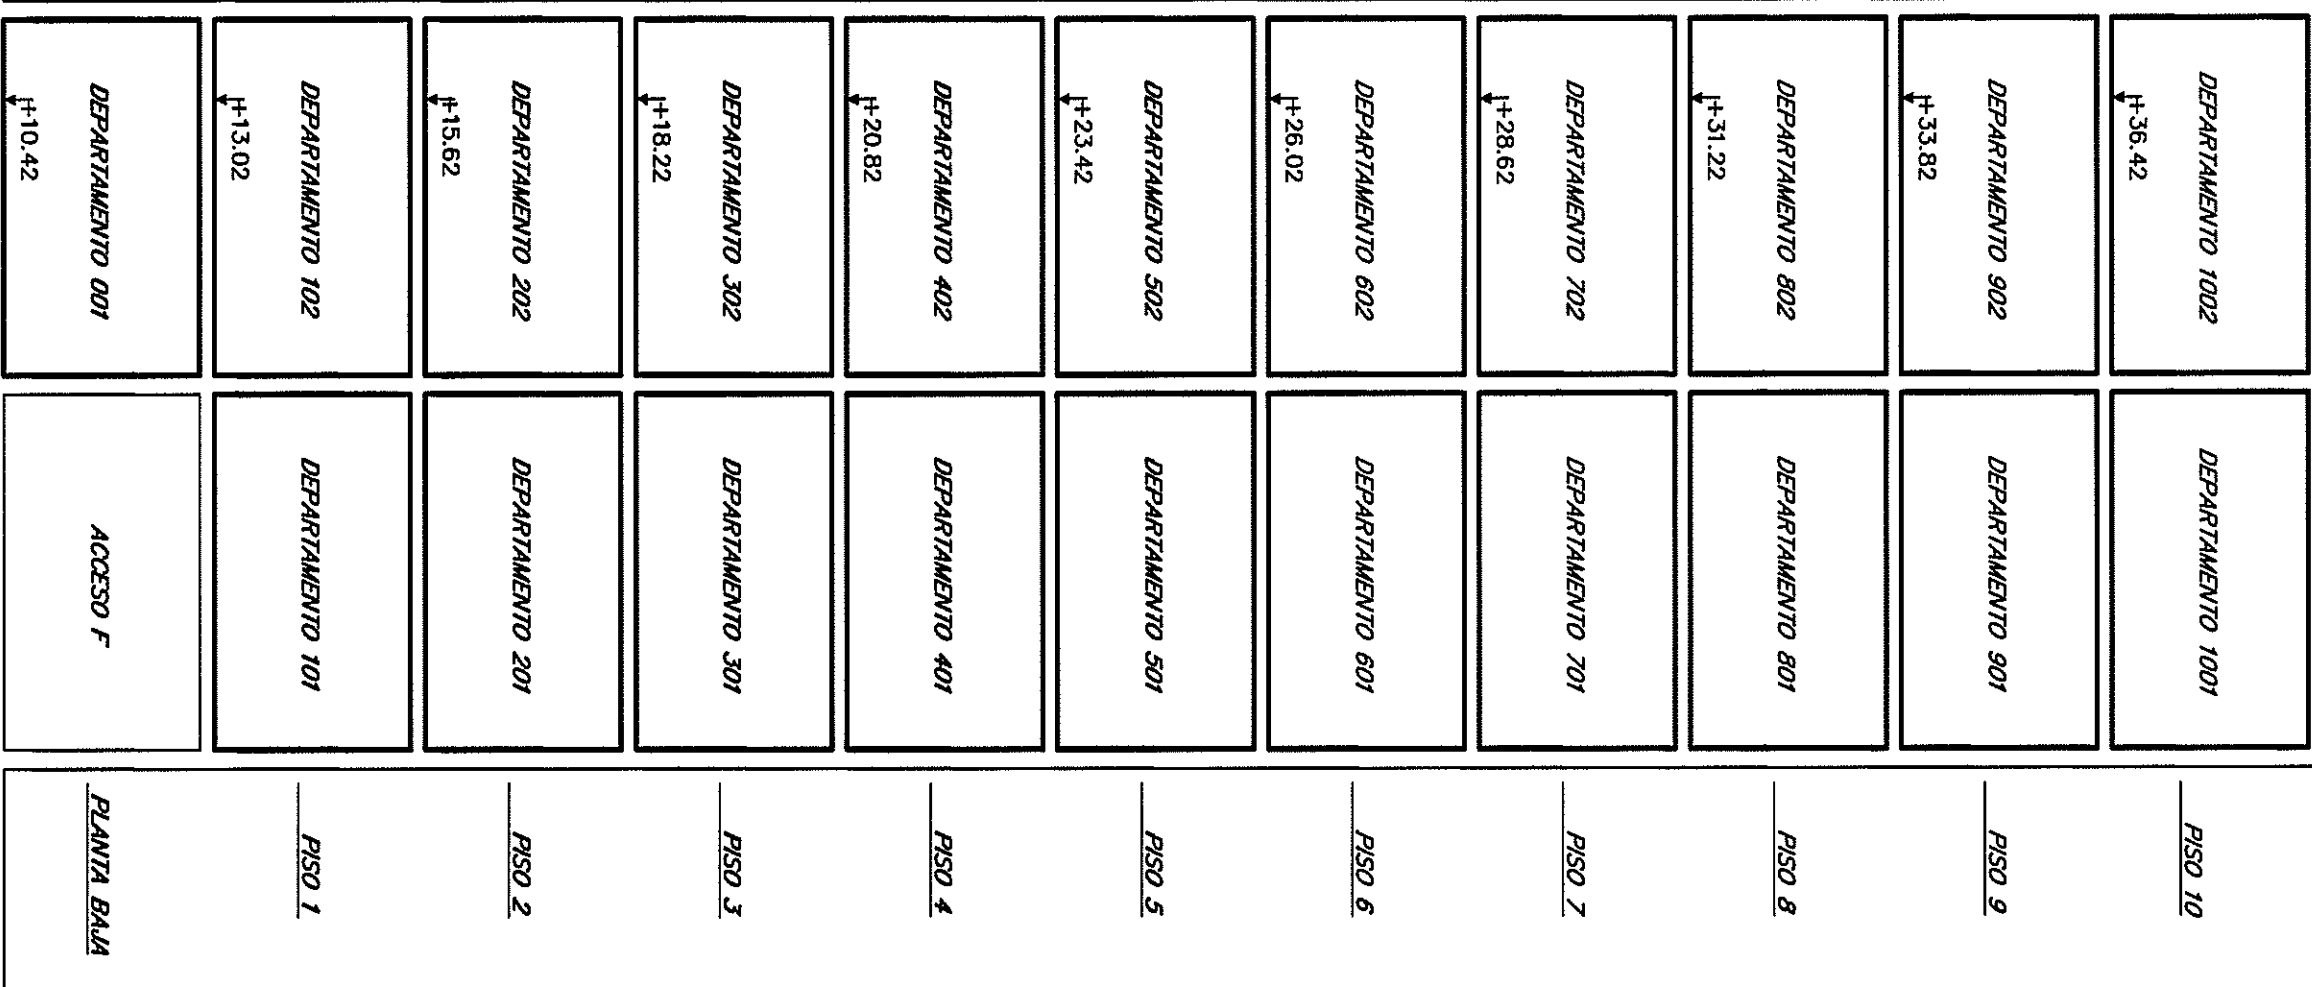 DEPARTAMENTO 1002
+36.42
DEPARTAMENTO 1001
PISO 10
DEPARTAMENTO 902
+33.82
DEPARTAMENTO 901
PISO 9
DEPARTAMENTO 802
+31.22
DEPARTAMENTO 801
PISO 8
DEPARTAMENTO 702
+28.62
DEPARTAMENTO 701
PISO 7
DEPARTAMENTO 602
+26.02
DEPARTAMENTO 601
PISO 6
DEPARTAMENTO 502
+23.42
DEPARTAMENTO 501
PISO 5
DEPARTAMENTO 402
+20.82
DEPARTAMENTO 401
PISO 4
DEPARTAMENTO 302
+18.22
DEPARTAMENTO 301
PISO 3
DEPARTAMENTO 202
+15.62
DEPARTAMENTO 201
PISO 2
DEPARTAMENTO 102
+13.02
DEPARTAMENTO 101
PISO 1
DEPARTAMENTO 001
+10.42
ACCESO F
PLANTA BAJA